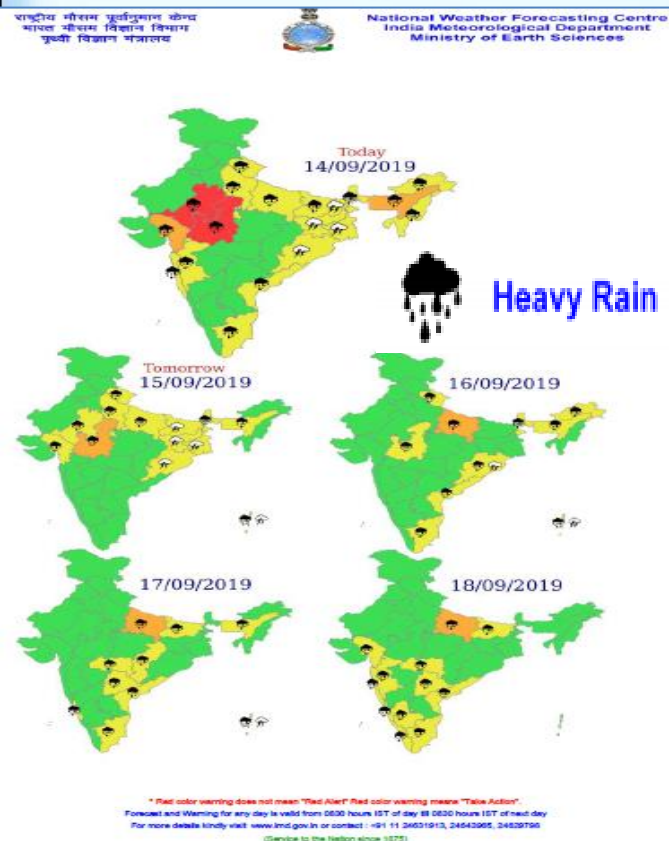 राष्ट्रीय मौसम पूर्वानुमान केन्द्र
भारत मौसम विज्ञान विभाग
पृथ्वी विज्ञान मंत्रालय
National Weather Forecasting Centre
India Meteorological Department
Ministry of Earth Sciences
Today
14/09/2019
Heavy Rain
Tomorrow
15/09/2019
16/09/2019
17/09/2019
18/09/2019
* Red color warning does not mean "Red Alert" Red color warning means "Take Action".
Forecast and Warning for any day is valid from 0830 hours IST of day till 0830 hours IST of next day
For more details kindly visit www.imd.gov.in or contact : +91 11 24631913, 24643965, 24629798
(Service to the Nation since 1875)